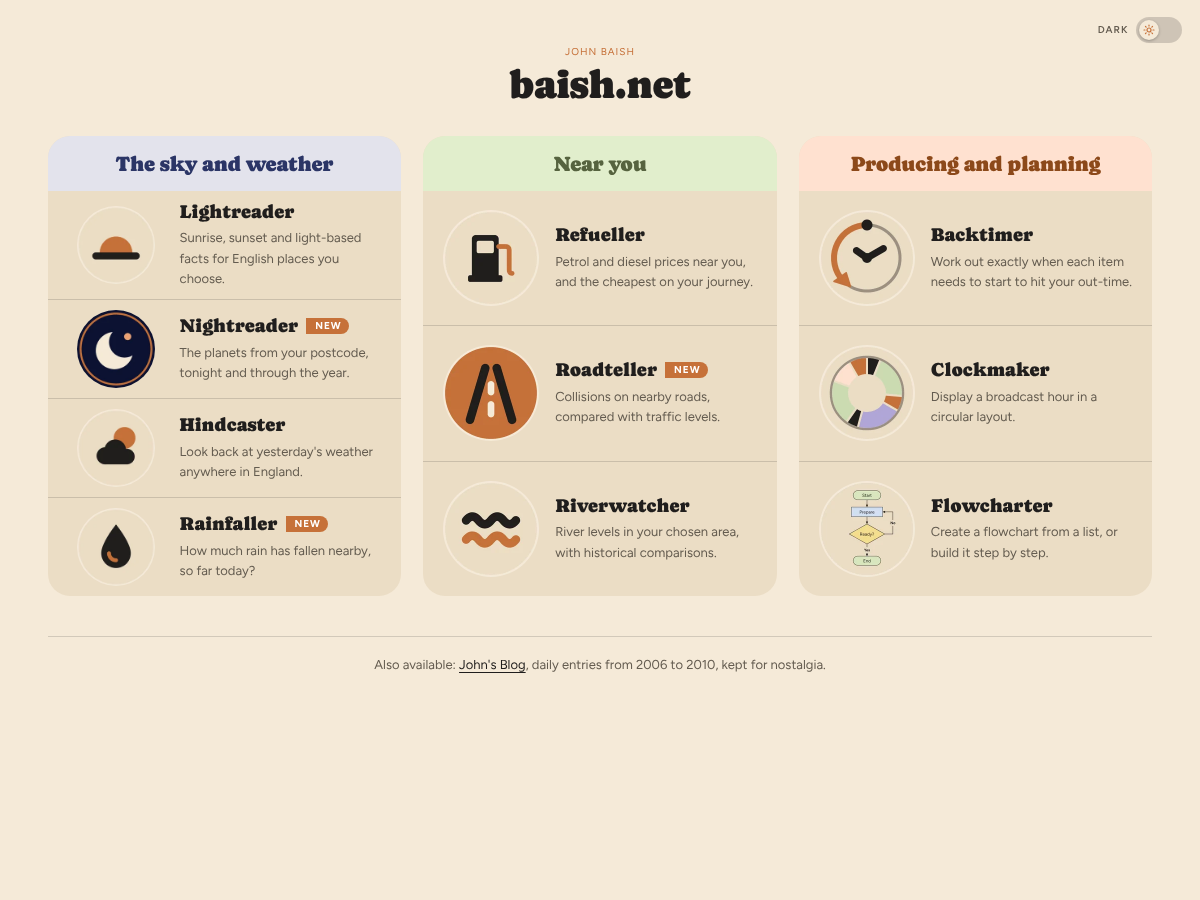 DARK
JOHN BAISH
baish.net
The sky and weather
Lightreader
Sunrise, sunset and light-based
facts for English places you
choose.
Nightreader NEW
The planets from your postcode,
tonight and through the year.
Hindcaster
Look back at yesterday's weather
anywhere in England.
Rainfaller NEW
How much rain has fallen nearby,
so far today?
Near you
Refueller
Petrol and diesel prices near you,
and the cheapest on your journey.
Roadteller NEW
Collisions on nearby roads,
compared with traffic levels.
Riverwatcher
River levels in your chosen area,
with historical comparisons.
Producing and planning
Backtimer
Work out exactly when each item
needs to start to hit your out-time.
Clockmaker
Display a broadcast hour in a
circular layout.
Start
Prepare
No
Ready?
Yes
End
Flowcharter
Create a flowchart from a list, or
build it step by step.
Also available: John's Blog, daily entries from 2006 to 2010, kept for nostalgia.